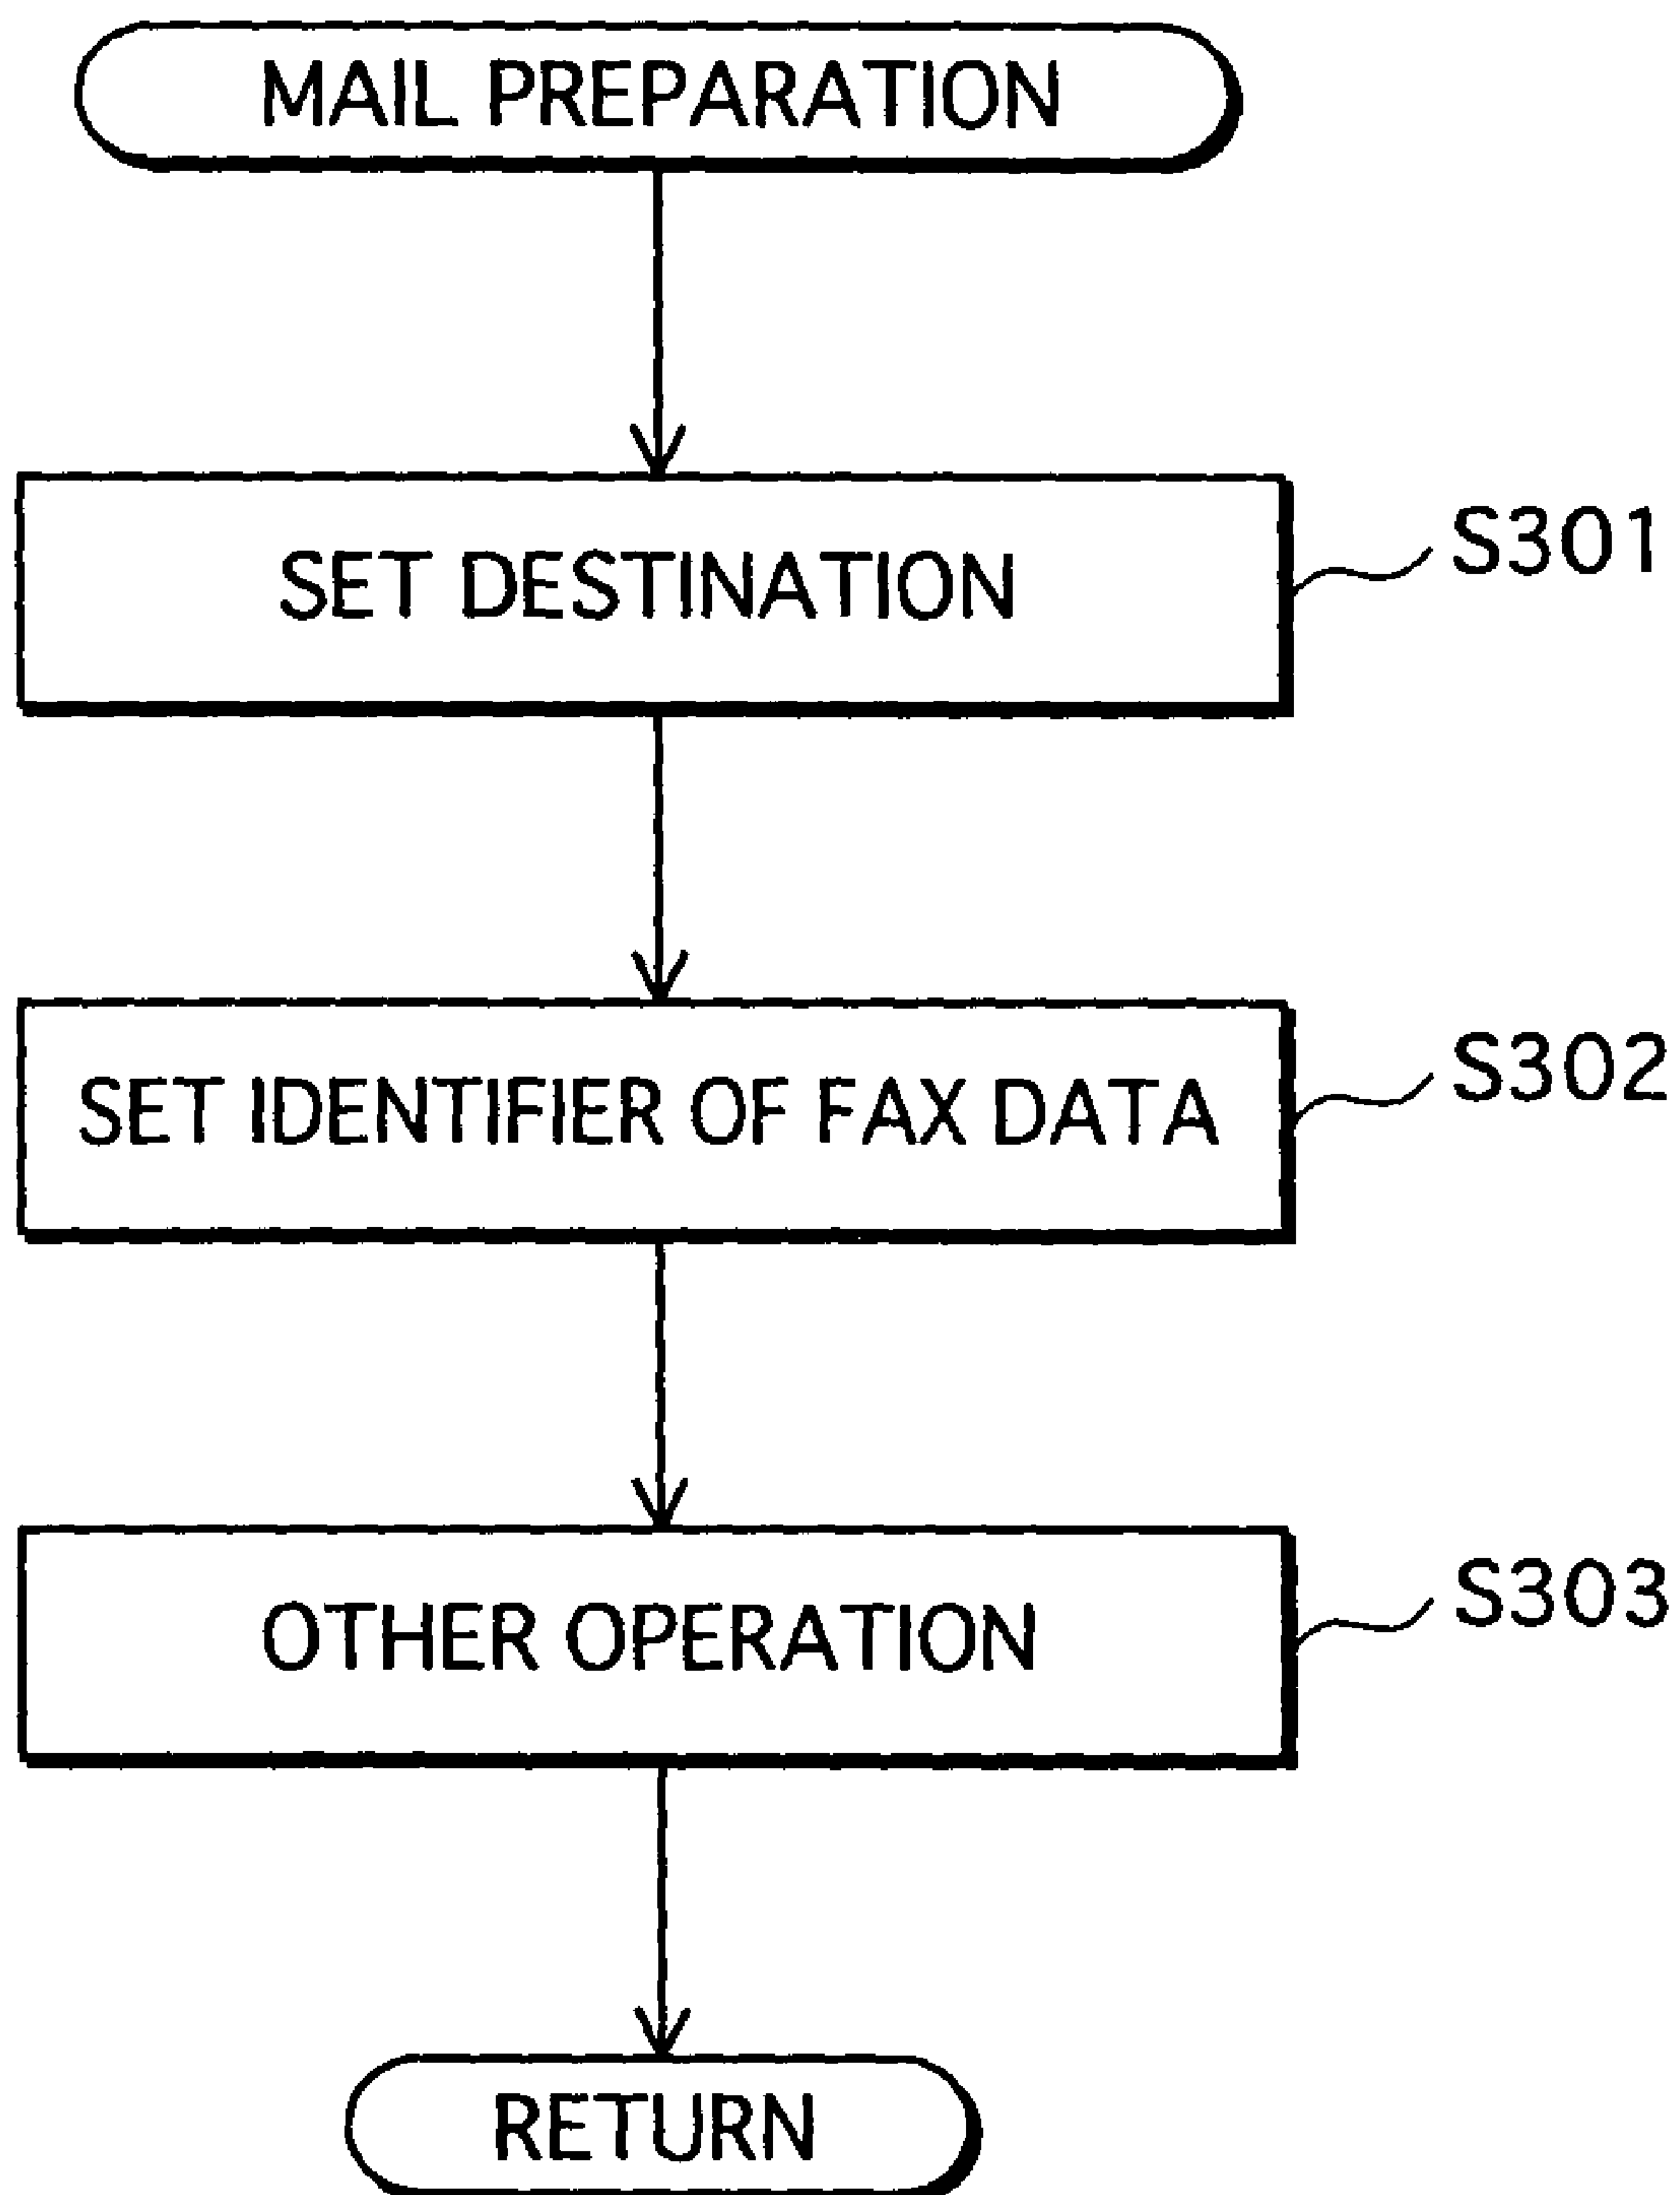 MAIL PREPARATION
SET DESTINATION
S301
SET IDENTIFIER OF FAX DATA
S302
OTHER OPERATION
S303
RETURN